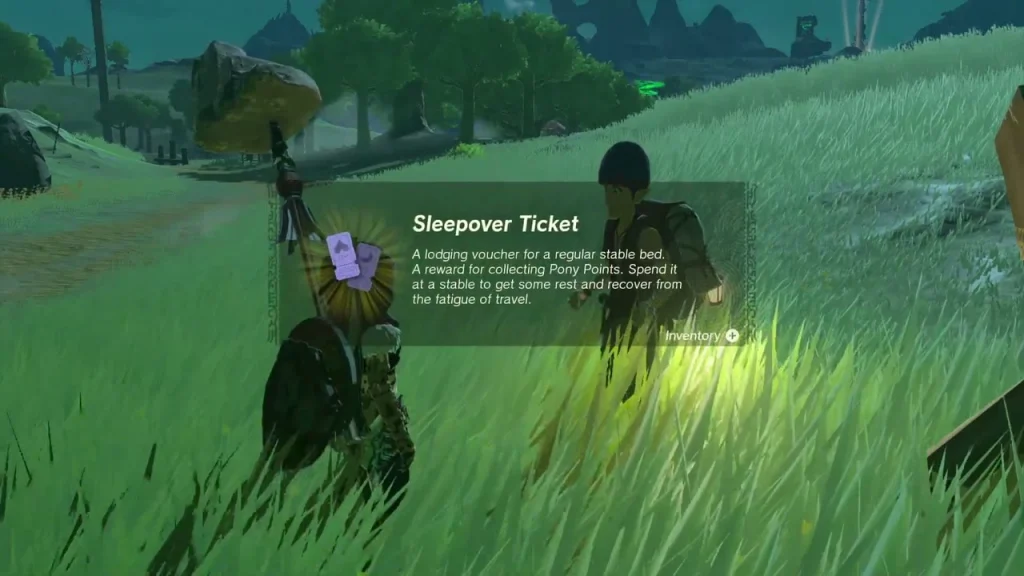 Sleepover Ticket
A lodging voucher for a regular stable bed.
A reward for collecting Pony Points. Spend it
at a stable to get some rest and recover from
the fatigue of travel.
Inventory